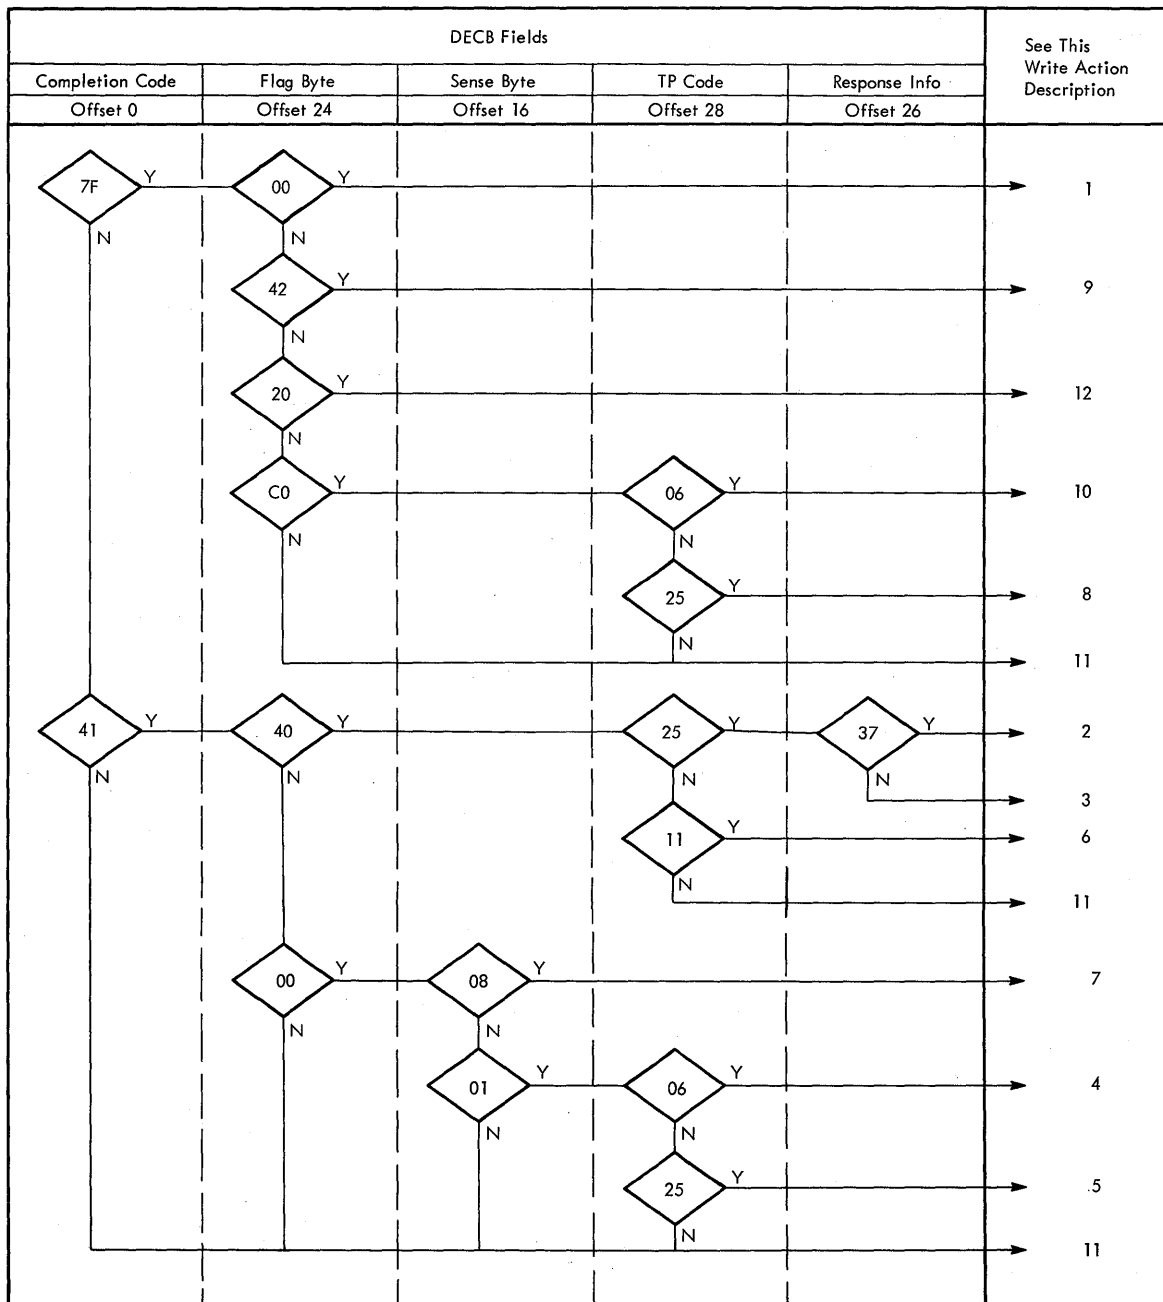 DECB Fields
See This
Write Action
Description
Completion Code Flag Byte Sense Byte TP Code Response Info
Offset 0 Offset 24 Offset 16 Offset 28 Offset 26
7F Y 00 Y 1
N N
42 Y 9
N
20 Y 12
N
C0 Y 06 Y 10
N N
25 Y 8
N
11
41 Y 40 Y 25 Y 37 Y 2
N N N N
3
11 Y 6
N
11
00 Y 08 Y 7
N N
01 Y 06 Y 4
N N
25 Y 5
N
11